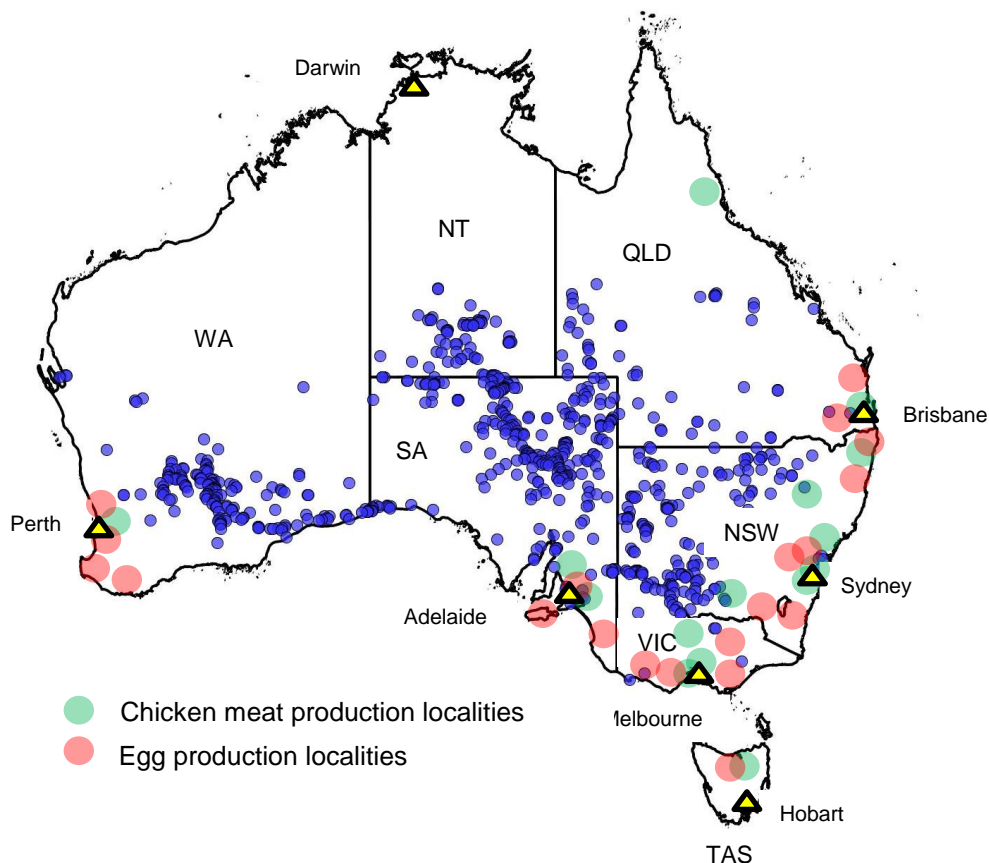 Darwin
NT
QLD
WA
Brisbane
SA
Perth
NSW
Sydney
Adelaide
VIC
Chicken meat production localities
Melbourne
Egg production localities
Hobart
TAS